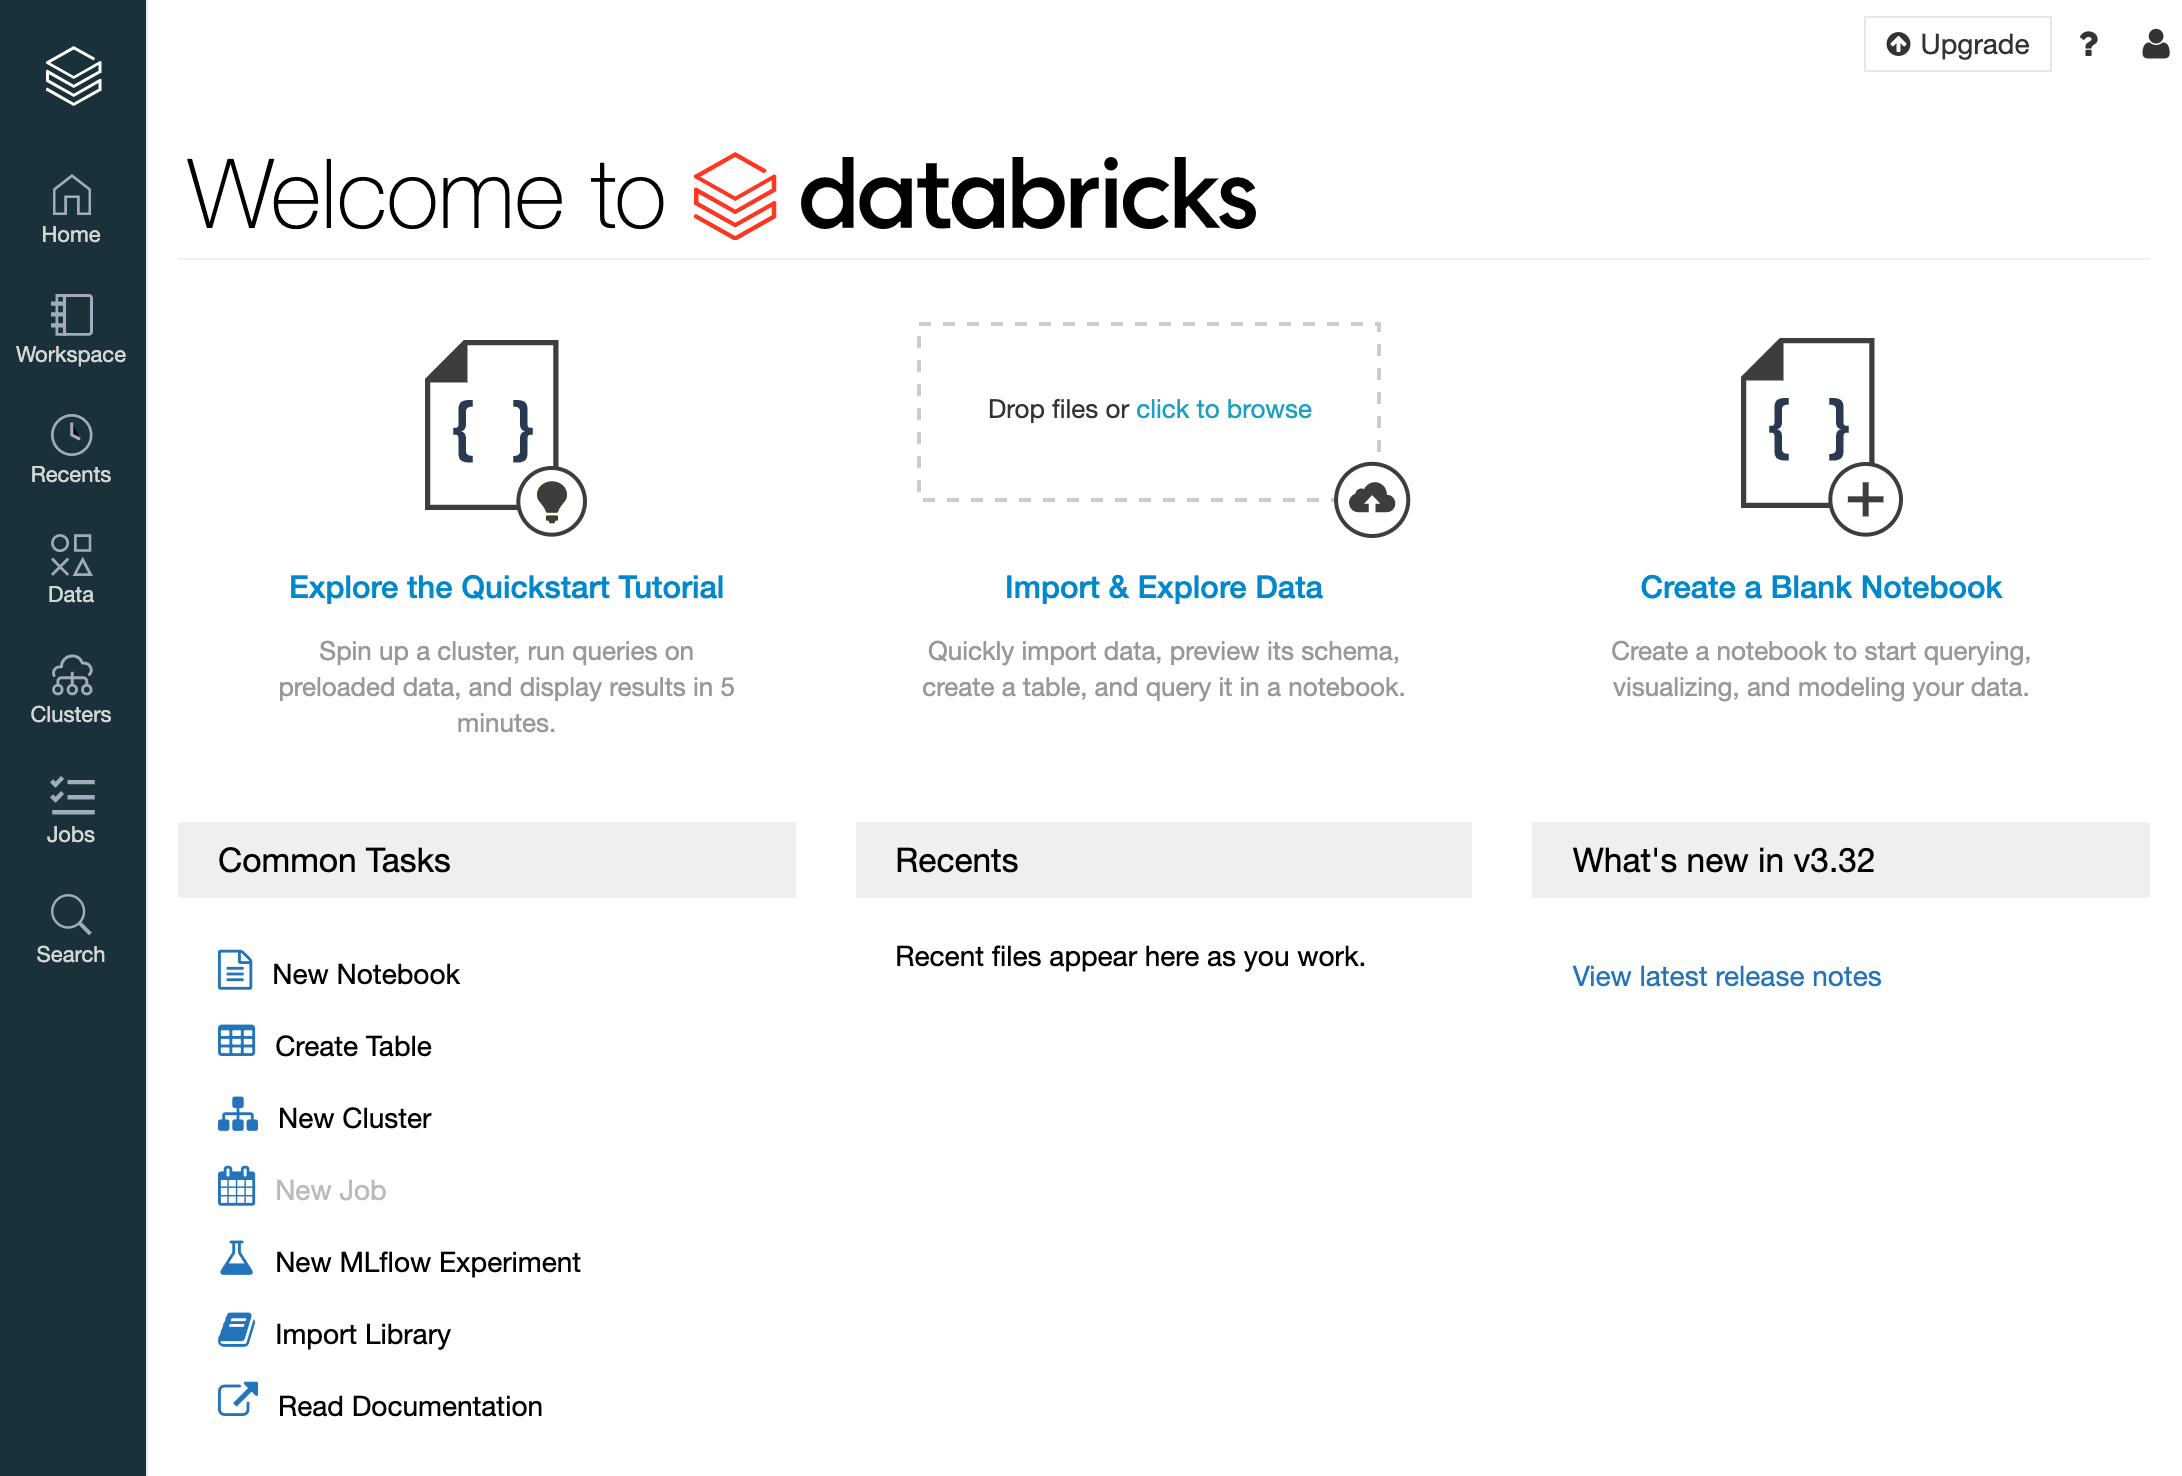 Upgrade ?
Home
Workspace
Recents
Data
Clusters
Jobs
Search
Welcome to databricks
{ }
Drop files or click to browse
{ }
Explore the Quickstart Tutorial
Spin up a cluster, run queries on
preloaded data, and display results in 5
minutes.
Import & Explore Data
Quickly import data, preview its schema,
create a table, and query it in a notebook.
Create a Blank Notebook
Create a notebook to start querying,
visualizing, and modeling your data.
Common Tasks
New Notebook
Create Table
New Cluster
New Job
New MLflow Experiment
Import Library
Read Documentation
Recents
Recent files appear here as you work.
What's new in v3.32
View latest release notes